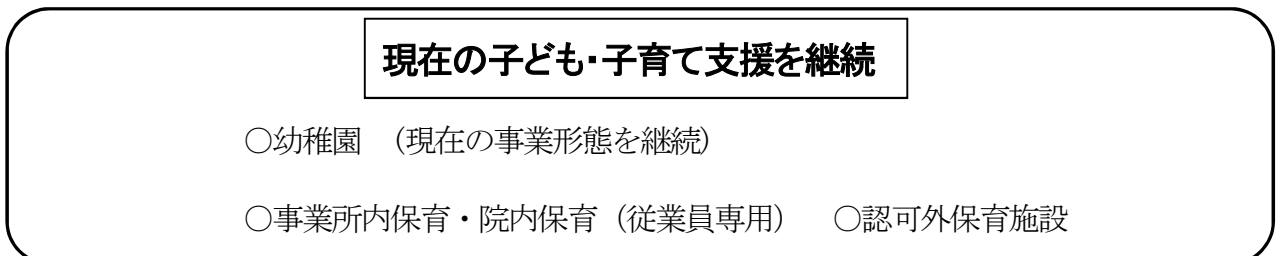 現在の子ども・子育て支援を継続
○幼稚園　（現在の事業形態を継続）
○事業所内保育・院内保育（従業員専用）　○認可外保育施設